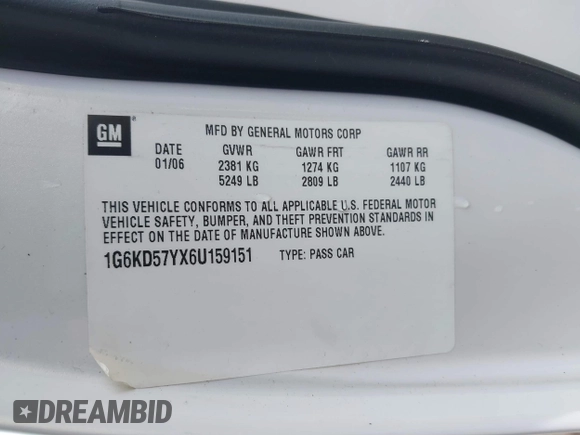 GM
MFD BY GENERAL MOTORS CORP
DATE GVWR GAWR FRT GAWR RR
01/06 2381 KG 1274 KG 1107 KG
5249 LB 2809 LB 2440 LB
THIS VEHICLE CONFORMS TO ALL APPLICABLE U.S. FEDERAL MOTOR
VEHICLE SAFETY, BUMPER, AND THEFT PREVENTION STANDARDS IN
EFFECT ON THE DATE OF MANUFACTURE SHOWN ABOVE.
1G6KD57YX6U159151 TYPE: PASS CAR
DREAMBID